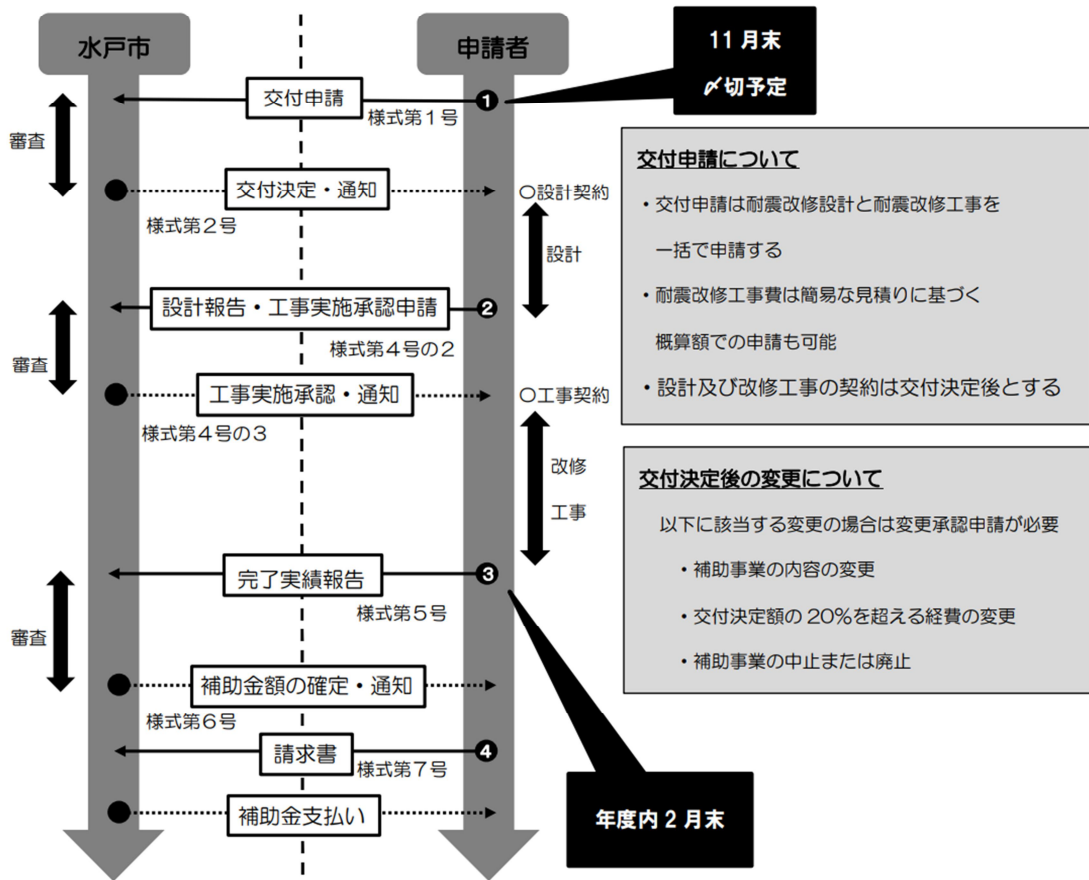 水戸市
申請者
11月末
〆切予定
交付申請
❶
様式第1号
審査
交付決定・通知
様式第2号
○設計契約
設計
設計報告・工事実施承認申請
❷
様式第4号の2
審査
工事実施承認・通知
様式第4号の3
○工事契約
改修
工事
完了実績報告
❸
様式第5号
審査
補助金額の確定・通知
様式第6号
請求書
❹
様式第7号
補助金支払い
年度内2月末
交付申請について
・交付申請は耐震改修設計と耐震改修工事を
一括で申請する
・耐震改修工事費は簡易な見積りに基づく
概算額での申請も可能
・設計及び改修工事の契約は交付決定後とする
交付決定後の変更について
以下に該当する変更の場合は変更承認申請が必要
・補助事業の内容の変更
・交付決定額の20%を超える経費の変更
・補助事業の中止または廃止